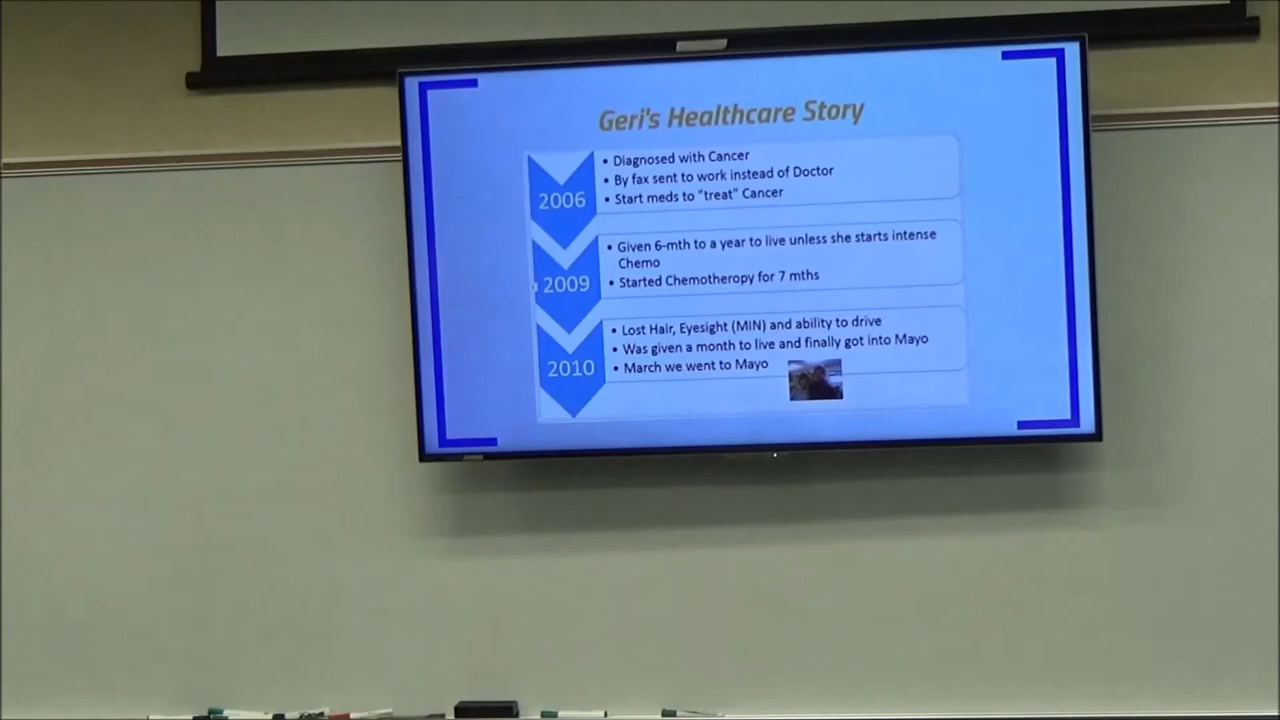 Geri's Healthcare Story
2006
• Diagnosed with Cancer
• By fax sent to work instead of Doctor
• Start meds to "treat" Cancer
2009
• Given 6-mth to a year to live unless she starts intense
Chemo
• Started Chemotheropy for 7 mths
2010
• Lost Hair, Eyesight (MIN) and ability to drive
• Was given a month to live and finally got into Mayo
• March we went to Mayo